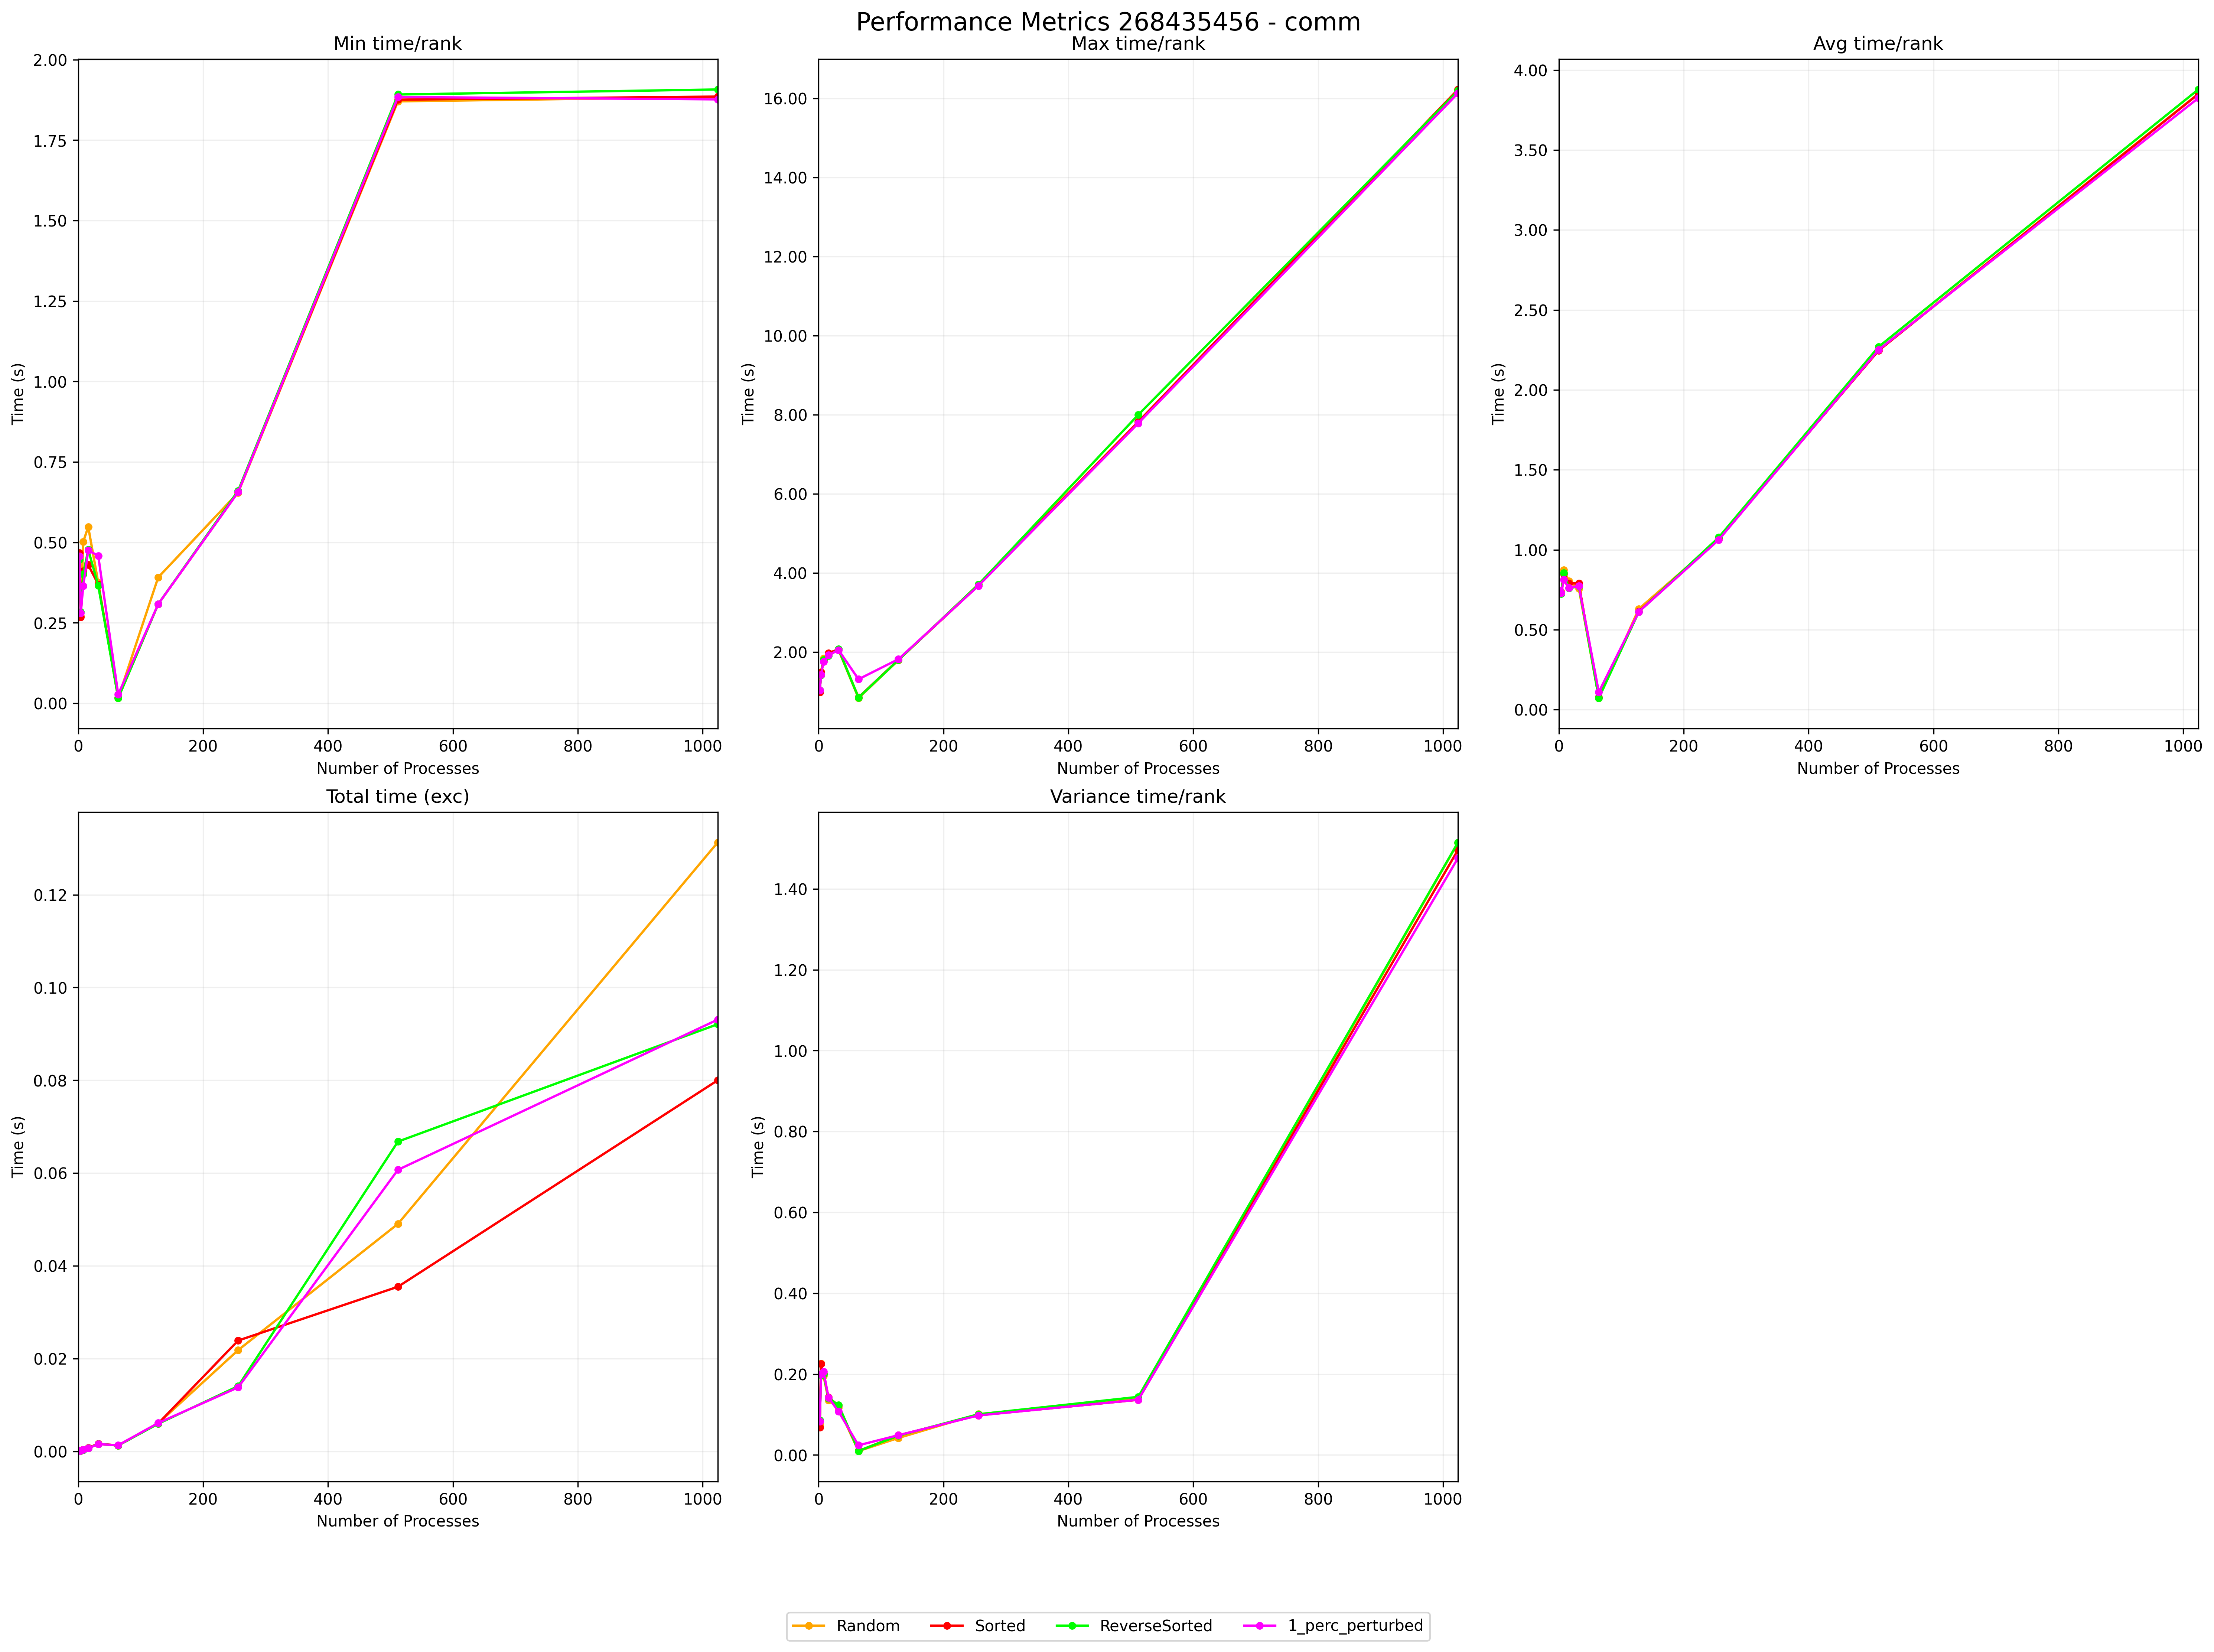 Performance Metrics 268435456 - comm
Min time/rank
2.00
1.75
1.50
1.25
1.00
0.75
0.50
0.25
0.00
Time (s)
0 200 400 600 800 1000
Number of Processes
Max time/rank
16.00
14.00
12.00
10.00
8.00
6.00
4.00
2.00
Time (s)
0 200 400 600 800 1000
Number of Processes
Avg time/rank
4.00
3.50
3.00
2.50
2.00
1.50
1.00
0.50
0.00
Time (s)
0 200 400 600 800 1000
Number of Processes
Total time (exc)
0.12
0.10
0.08
0.06
0.04
0.02
0.00
Time (s)
0 200 400 600 800 1000
Number of Processes
Variance time/rank
1.40
1.20
1.00
0.80
0.60
0.40
0.20
0.00
Time (s)
0 200 400 600 800 1000
Number of Processes
Random Sorted ReverseSorted 1_perc_perturbed